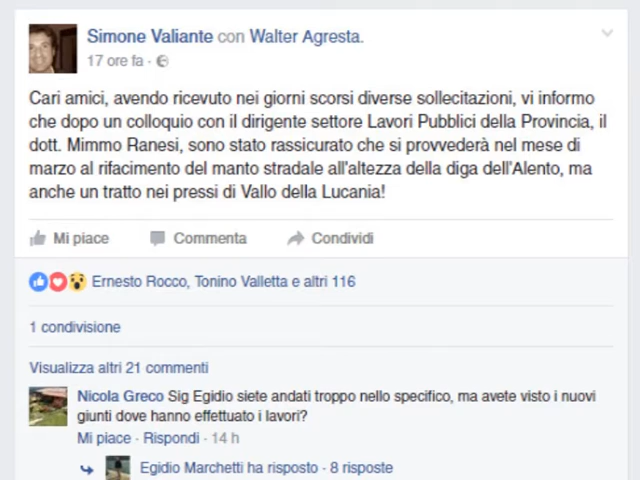 Simone Valiante con Walter Agresta.
17 ore fa ·
Cari amici, avendo ricevuto nei giorni scorsi diverse sollecitazioni, vi informo
che dopo un colloquio con il dirigente settore Lavori Pubblici della Provincia, il
dott. Mimmo Ranesi, sono stato rassicurato che si provvederà nel mese di
marzo al rifacimento del manto stradale all'altezza della diga dell'Alento, ma
anche un tratto nei pressi di Vallo della Lucania!
Mi piace Commenta Condividi
Ernesto Rocco, Tonino Valletta e altri 116
1 condivisione
Visualizza altri 21 commenti
Nicola Greco Sig Egidio siete andati troppo nello specifico, ma avete visto i nuovi
giunti dove hanno effettuato i lavori?
Mi piace · Rispondi · 14 h
Egidio Marchetti ha risposto · 8 risposte